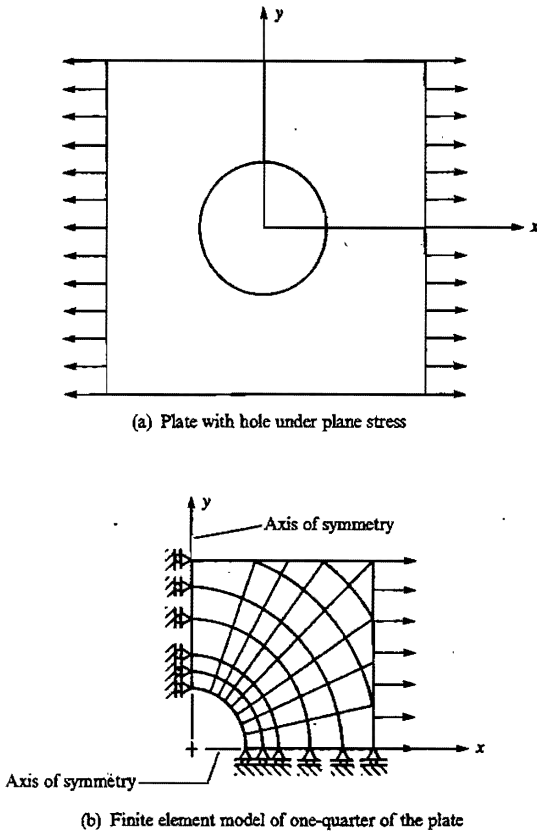 y
x
(a) Plate with hole under plane stress
y
Axis of symmetry
x
Axis of symmetry
(b) Finite element model of one-quarter of the plate